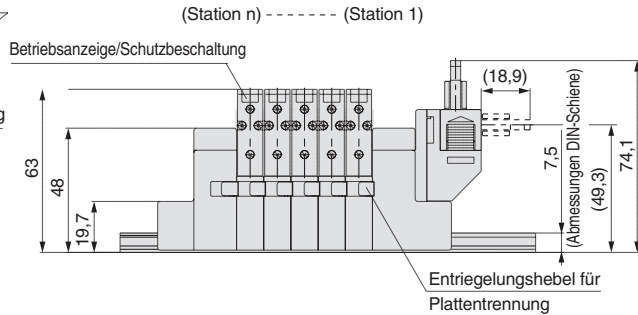 (Station n) ------- (Station 1)
Betriebsanzeige/Schutzbeschaltung
(18,9)
g
63
48
19,7
7,5
(Abmessungen DIN-Schiene)
(49,3)
74,1
Entriegelungshebel für
Plattentrennung